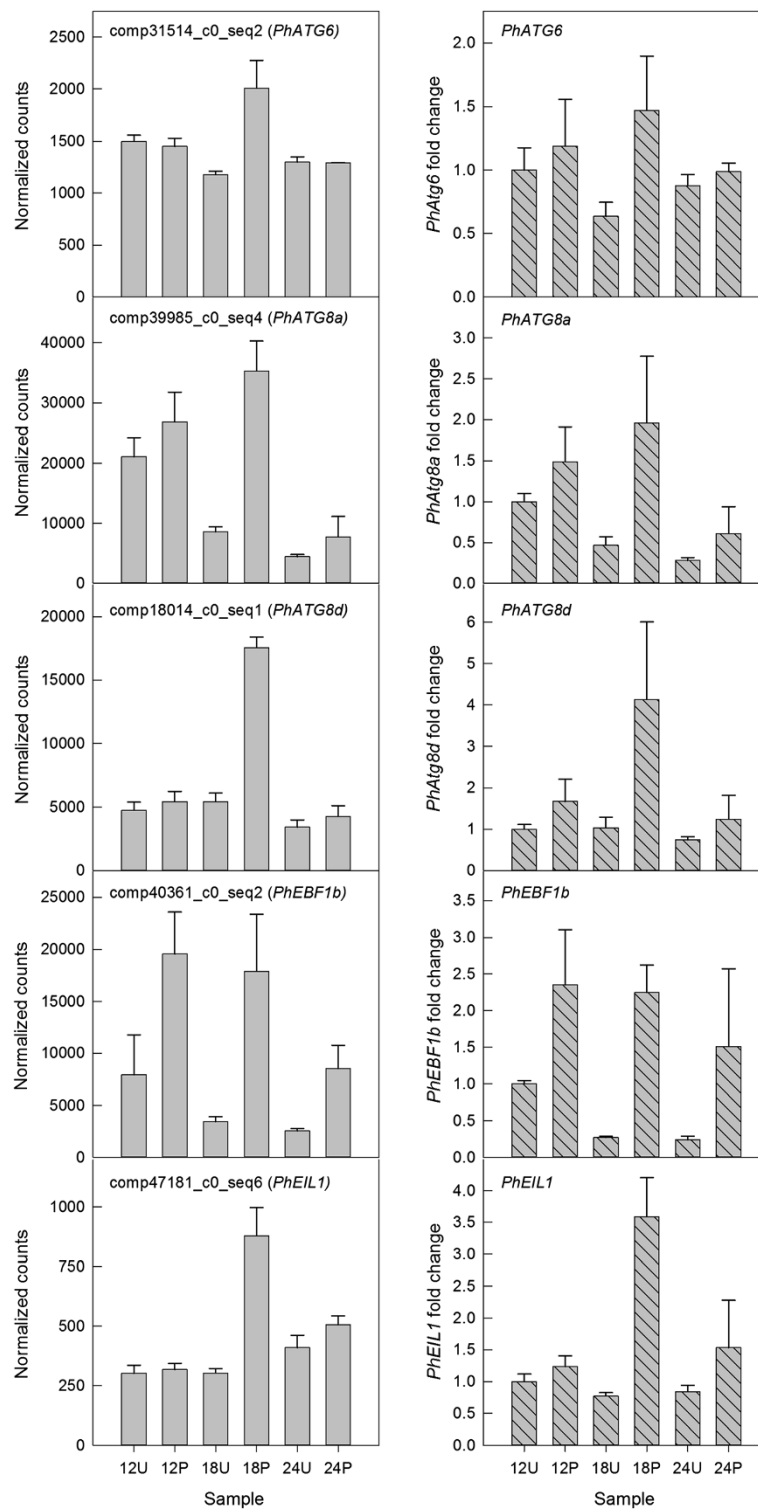 comp31514_c0_seq2 (PhATG6)
Normalized counts
2500
2000
1500
1000
500
0
PhATG6
PhAtg6 fold change
2.0
1.5
1.0
0.5
0.0
comp39985_c0_seq4 (PhATG8a)
Normalized counts
40000
30000
20000
10000
0
PhATG8a
PhAtg8a fold change
3.0
2.5
2.0
1.5
1.0
0.5
0.0
comp18014_c0_seq1 (PhATG8d)
Normalized counts
20000
15000
10000
5000
0
PhATG8d
PhAtg8d fold change
6
5
4
3
2
1
0
comp40361_c0_seq2 (PhEBF1b)
Normalized counts
25000
20000
15000
10000
5000
0
PhEBF1b
PhEBF1b fold change
3.5
3.0
2.5
2.0
1.5
1.0
0.5
0.0
comp47181_c0_seq6 (PhEIL1)
Normalized counts
1000
750
500
250
0
12U 12P 18U 18P 24U 24P
Sample
PhEIL1
PhEIL1 fold change
4.0
3.5
3.0
2.5
2.0
1.5
1.0
0.5
0.0
12U 12P 18U 18P 24U 24P
Sample